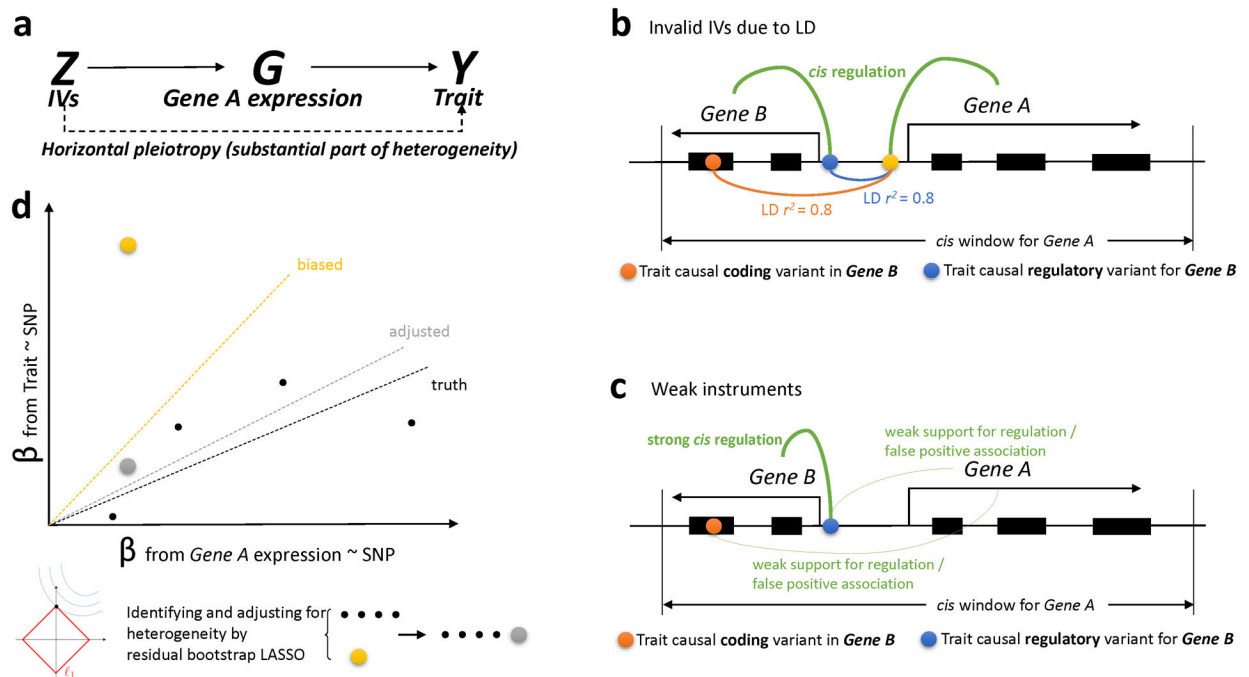 a
Z G Y
IVs Gene A expression Trait
Horizontal pleiotropy (substantial part of heterogeneity)
b Invalid IVs due to LD
cis regulation
Gene B
Gene A
LD r² = 0.8
LD r² = 0.8
cis window for Gene A
Trait causal coding variant in Gene B
Trait causal regulatory variant for Gene B
c Weak instruments
strong cis regulation
weak support for regulation /
false positive association
Gene B
Gene A
weak support for regulation /
false positive association
cis window for Gene A
Trait causal coding variant in Gene B
Trait causal regulatory variant for Gene B
d
β from Trait ~ SNP
biased
adjusted
truth
β from Gene A expression ~ SNP
ℓ₁
Identifying and adjusting for
heterogeneity by
residual bootstrap LASSO